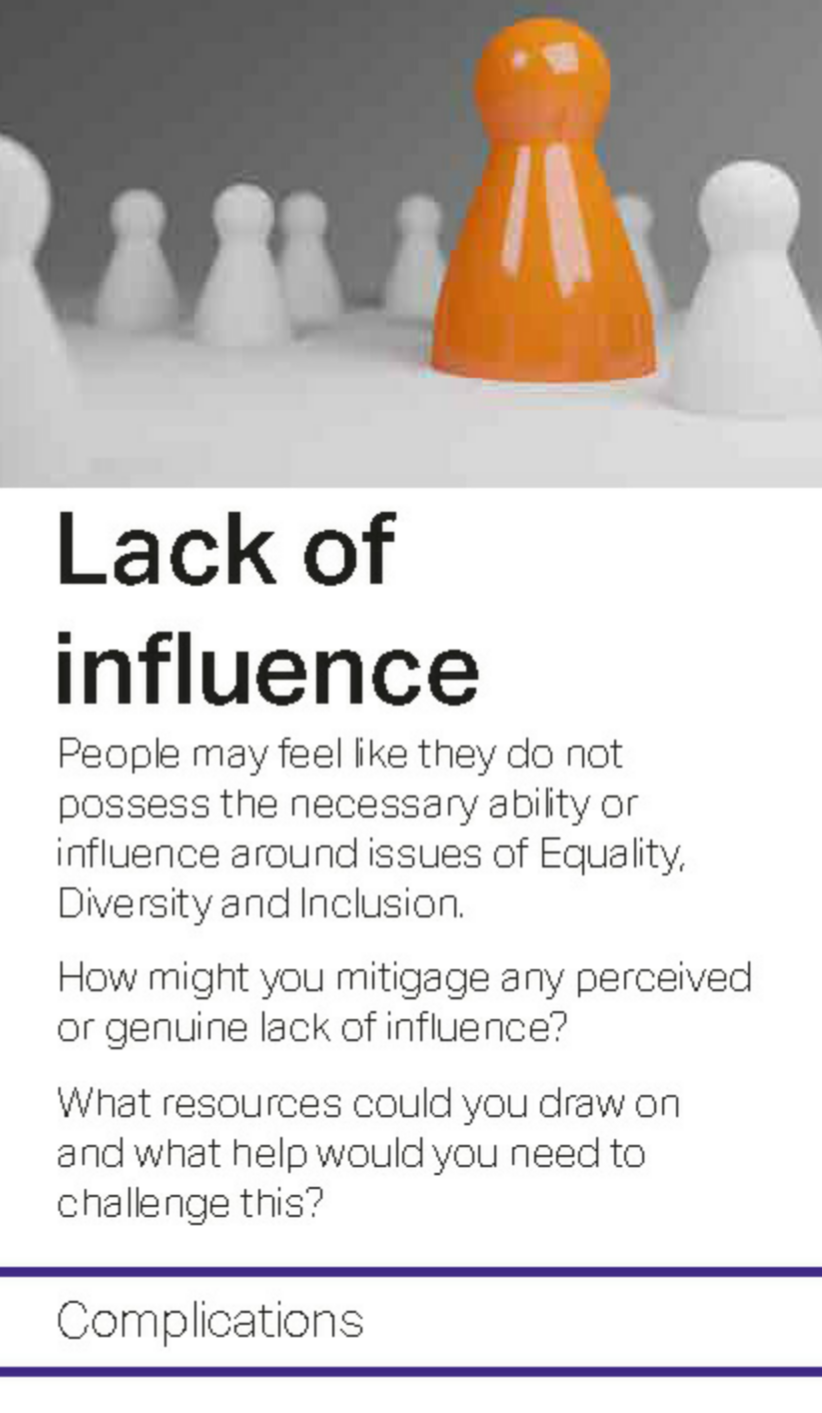 Lack of
influence
People may feel like they do not
possess the necessary ability or
influence around issues of Equality,
Diversity and Inclusion.
How might you mitigage any perceived
or genuine lack of influence?
What resources could you draw on
and what help would you need to
challenge this?
Complications